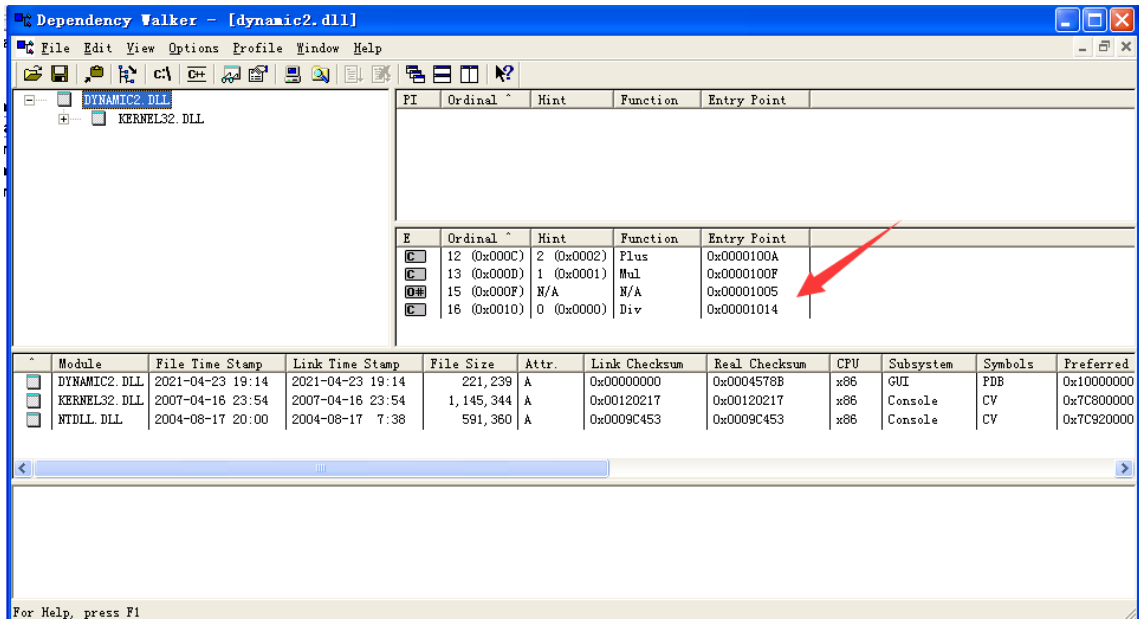 Dependency Walker - [dynamic2.dll]
File Edit View Options Profile Window Help
C:\ C++
DYNAMIC2.DLL
KERNEL32.DLL
PI Ordinal ^ Hint Function Entry Point
E Ordinal ^ Hint Function Entry Point
C 12 (0x000C) 2 (0x0002) Plus 0x0000100A
C 13 (0x000D) 1 (0x0001) Mul 0x0000100F
O# 15 (0x000F) N/A N/A 0x00001005
C 16 (0x0010) 0 (0x0000) Div 0x00001014
^ Module File Time Stamp Link Time Stamp File Size Attr. Link Checksum Real Checksum CPU Subsystem Symbols Preferred
DYNAMIC2.DLL 2021-04-23 19:14 2021-04-23 19:14 221,239 A 0x00000000 0x0004578B x86 GUI PDB 0x10000000
KERNEL32.DLL 2007-04-16 23:54 2007-04-16 23:54 1,145,344 A 0x00120217 0x00120217 x86 Console CV 0x7C800000
NTDLL.DLL 2004-08-17 20:00 2004-08-17 7:38 591,360 A 0x0009C453 0x0009C453 x86 Console CV 0x7C920000
For Help, press F1